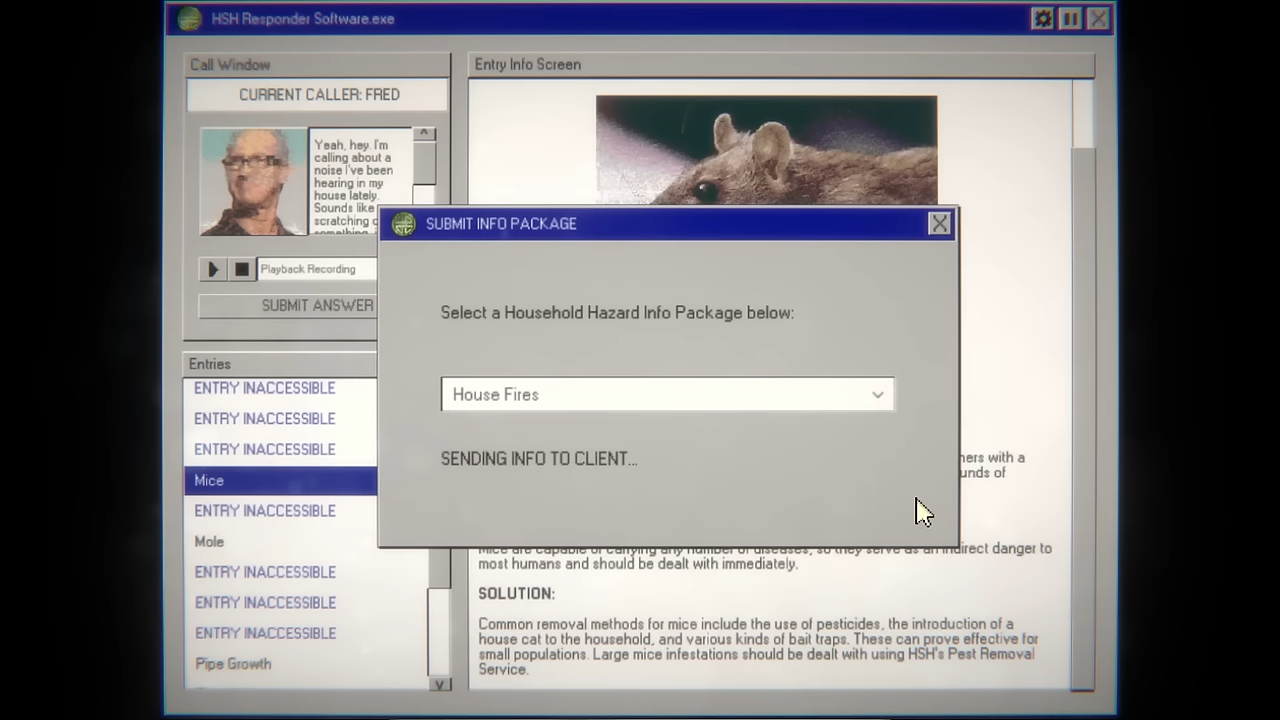 HSH Responder Software.exe
Call Window
CURRENT CALLER: FRED
Yeah, hey. I'm
calling about a
noise I've been
hearing in my
house lately.
Sounds like
scratching
Playback Recording
SUBMIT ANSWER
Entries
ENTRY INACCESSIBLE
ENTRY INACCESSIBLE
ENTRY INACCESSIBLE
Mice
ENTRY INACCESSIBLE
Mole
ENTRY INACCESSIBLE
ENTRY INACCESSIBLE
ENTRY INACCESSIBLE
Pipe Growth
Entry Info Screen
SUBMIT INFO PACKAGE
Select a Household Hazard Info Package below:
House Fires
SENDING INFO TO CLIENT...
with a
of
Mice are capable of carrying any number of diseases, so they serve as an indirect danger to
most humans and should be dealt with immediately.
SOLUTION:
Common removal methods for mice include the use of pesticides, the introduction of a
house cat to the household, and various kinds of bait traps. These can prove effective for
small populations. Large mice infestations should be dealt with using HSH's Pest Removal
Service.